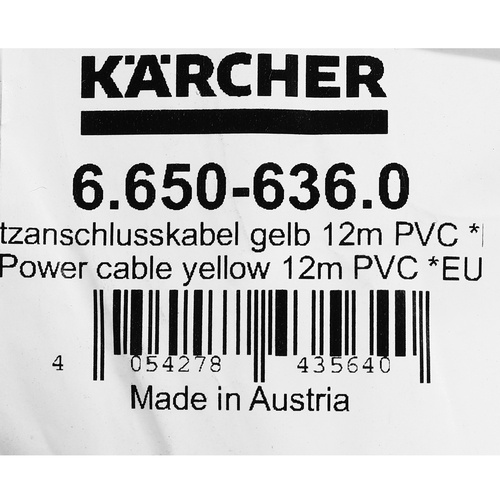 KÄRCHER
6.650-636.0
tzanschlusskabel gelb 12m PVC *
Power cable yellow 12m PVC *EU
4 054278 435640
Made in Austria